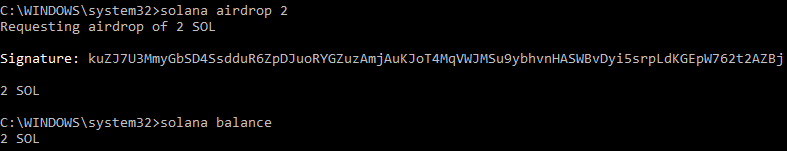 C:\WINDOWS\system32>solana airdrop 2
Requesting airdrop of 2 SOL
Signature: kuZJ7U3MmyGbSD4SsdduR6ZpDJuoRYGZuzAmjAuKJoT4MqVWJMSu9ybhvnHASWBvDyi5srpLdKGEpW762t2AZBj
2 SOL
C:\WINDOWS\system32>solana balance
2 SOL